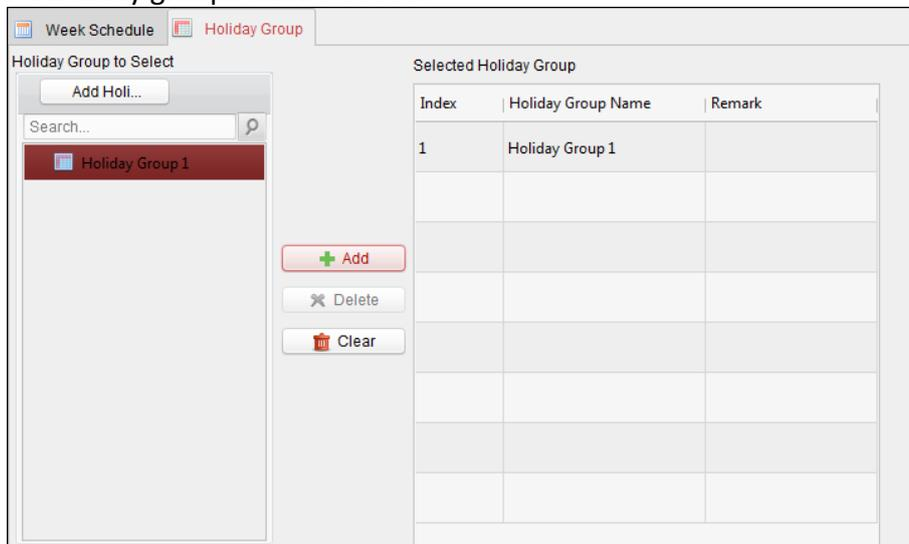 Week Schedule Holiday Group
Holiday Group to Select
Add Holi...
Search...
Holiday Group 1
Add
Delete
Clear
Selected Holiday Group
Index Holiday Group Name Remark
1 Holiday Group 1